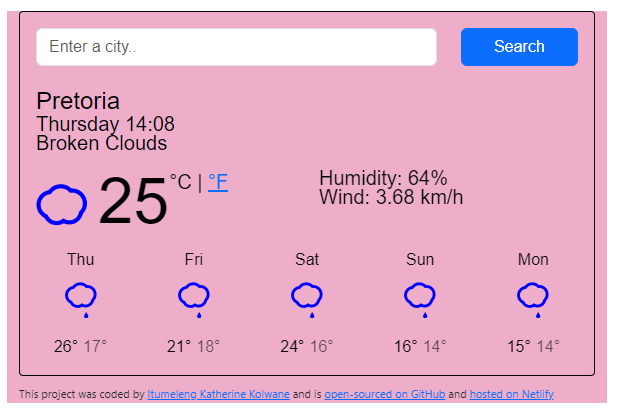 Enter a city..
Search
Pretoria
Thursday 14:08
Broken Clouds
25 °C | °F
Humidity: 64%
Wind: 3.68 km/h
Thu Fri Sat Sun Mon
26° 17° 21° 18° 24° 16° 16° 14° 15° 14°
This project was coded by Itumeleng Katherine Kolwane and is open-sourced on GitHub and hosted on Netlify